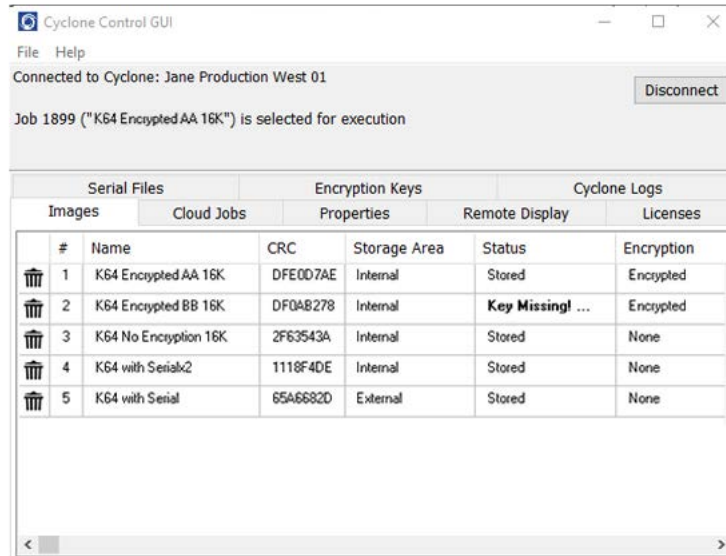 Cyclone Control GUI
File Help
Connected to Cyclone: Jane Production West 01
Disconnect
Job 1899 ("K64 Encrypted AA 16K") is selected for execution
Serial Files Encryption Keys Cyclone Logs
Images Cloud Jobs Properties Remote Display Licenses
# Name CRC Storage Area Status Encryption
1 K64 Encrypted AA 16K DFE0D7AE Internal Stored Encrypted
2 K64 Encrypted BB 16K DF0AB278 Internal Key Missing! ... Encrypted
3 K64 No Encryption 16K 2F63543A Internal Stored None
4 K64 with Serialx2 1118F4DE Internal Stored None
5 K64 with Serial 65A6682D External Stored None